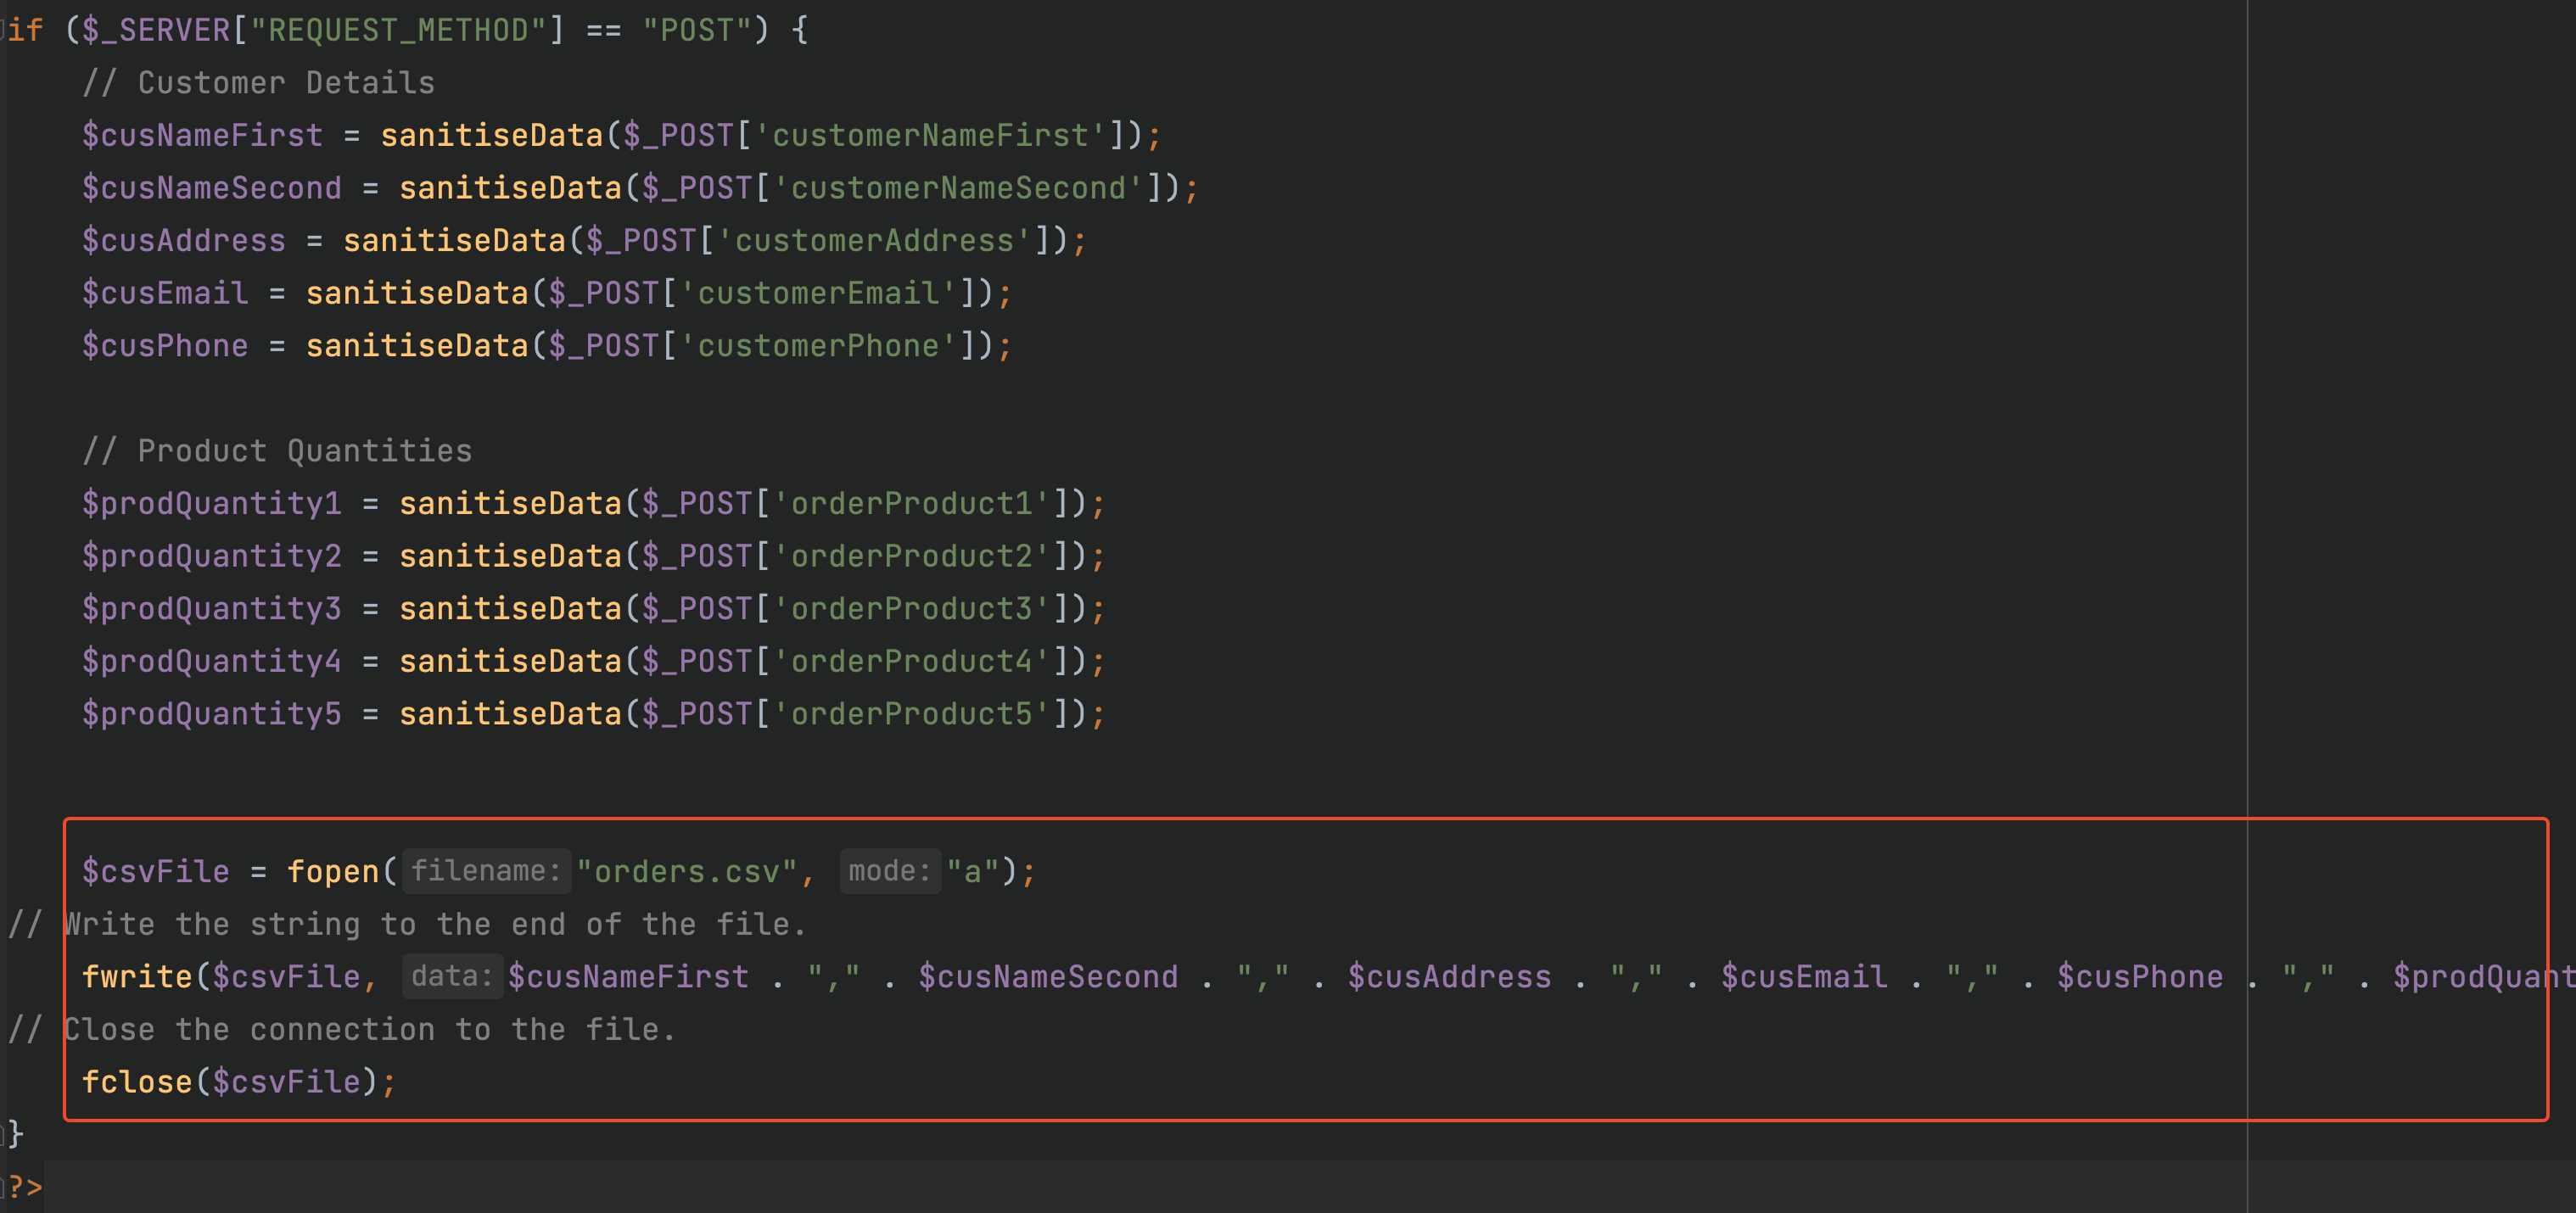 if ($_SERVER["REQUEST_METHOD"] == "POST") {
// Customer Details
$cusNameFirst = sanitiseData($_POST['customerNameFirst']);
$cusNameSecond = sanitiseData($_POST['customerNameSecond']);
$cusAddress = sanitiseData($_POST['customerAddress']);
$cusEmail = sanitiseData($_POST['customerEmail']);
$cusPhone = sanitiseData($_POST['customerPhone']);
// Product Quantities
$prodQuantity1 = sanitiseData($_POST['orderProduct1']);
$prodQuantity2 = sanitiseData($_POST['orderProduct2']);
$prodQuantity3 = sanitiseData($_POST['orderProduct3']);
$prodQuantity4 = sanitiseData($_POST['orderProduct4']);
$prodQuantity5 = sanitiseData($_POST['orderProduct5']);
$csvFile = fopen( filename: "orders.csv", mode: "a");
// Write the string to the end of the file.
fwrite($csvFile, data: $cusNameFirst . "," . $cusNameSecond . "," . $cusAddress . "," . $cusEmail . "," . $cusPhone . "," . $prodQuant
// Close the connection to the file.
fclose($csvFile);
}
?>